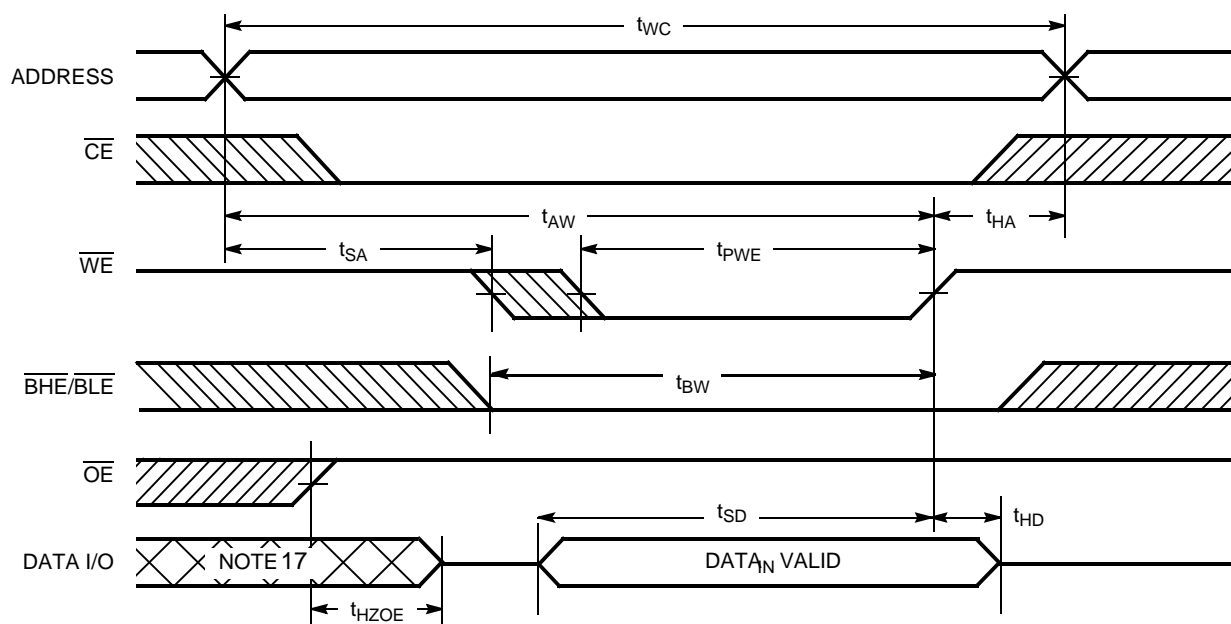 tWC
ADDRESS
CE
tAW
tHA
tSA
tPWE
WE
BHE/BLE
tBW
OE
tSD
tHD
DATA I/O
NOTE 17
DATAIN VALID
tHZOE